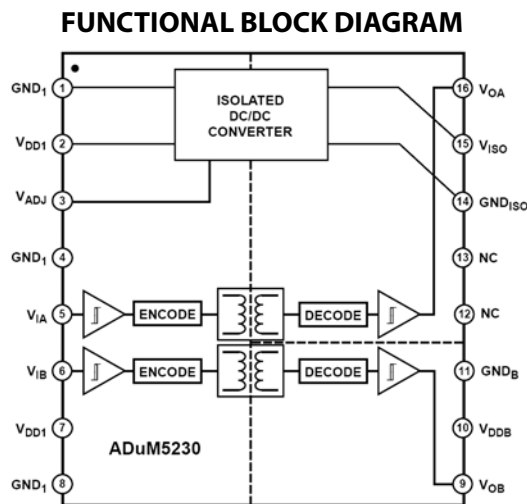 FUNCTIONAL BLOCK DIAGRAM
GND1 1
16 VOA
ISOLATED
DC/DC
CONVERTER
VDD1 2
15 VISO
VADJ 3
14 GNDISO
GND1 4
13 NC
VIA 5
ENCODE
DECODE
12 NC
VIB 6
ENCODE
DECODE
11 GNDB
VDD1 7
10 VDDB
ADuM5230
GND1 8
9 VOB